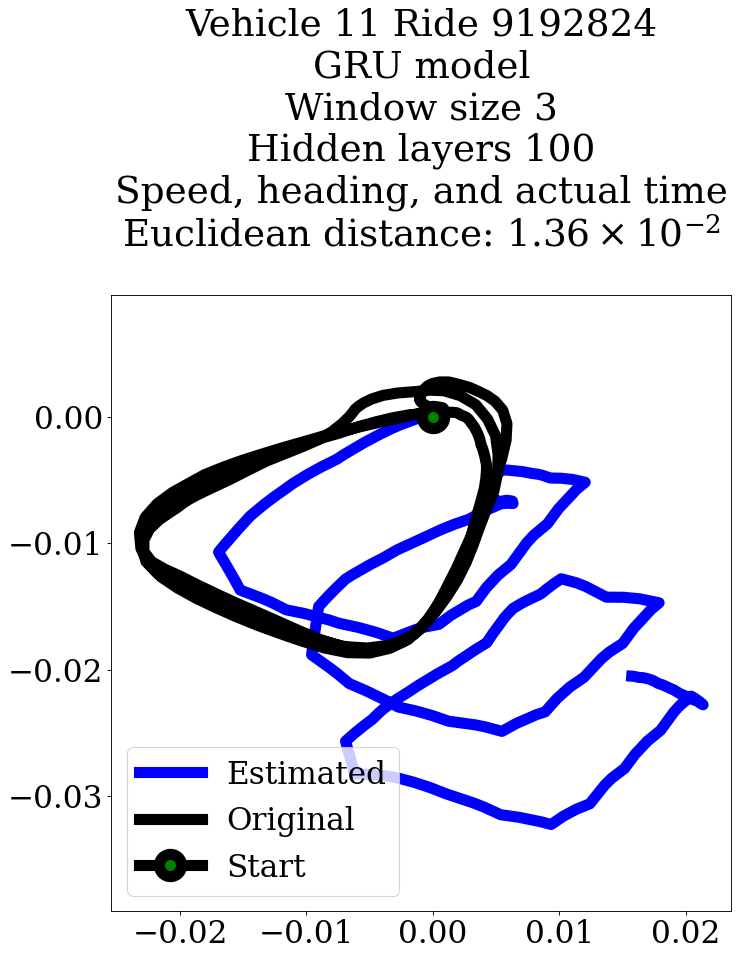 Vehicle 11 Ride 9192824
GRU model
Window size 3
Hidden layers 100
Speed, heading, and actual time
Euclidean distance: 1.36 × 10⁻²
0.00
−0.01
−0.02
−0.03
Estimated
Original
Start
−0.02 −0.01 0.00 0.01 0.02